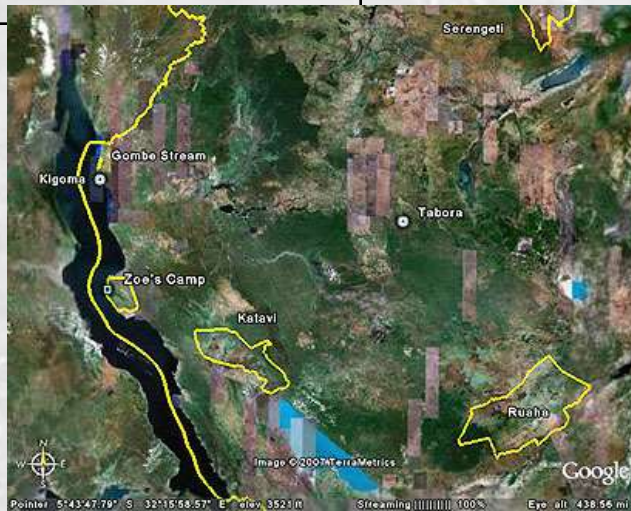 Serengeti
Gombe Stream
Kigoma
Tabora
Zoe's Camp
Katavi
Ruaha
N
W E
S
Image © 2007 TerraMetrics
Google
Pointer 5°43'47.79" S 32°15'58.57" E elev 3521 ft Streaming |||||||||| 100% Eye alt 438.56 mi